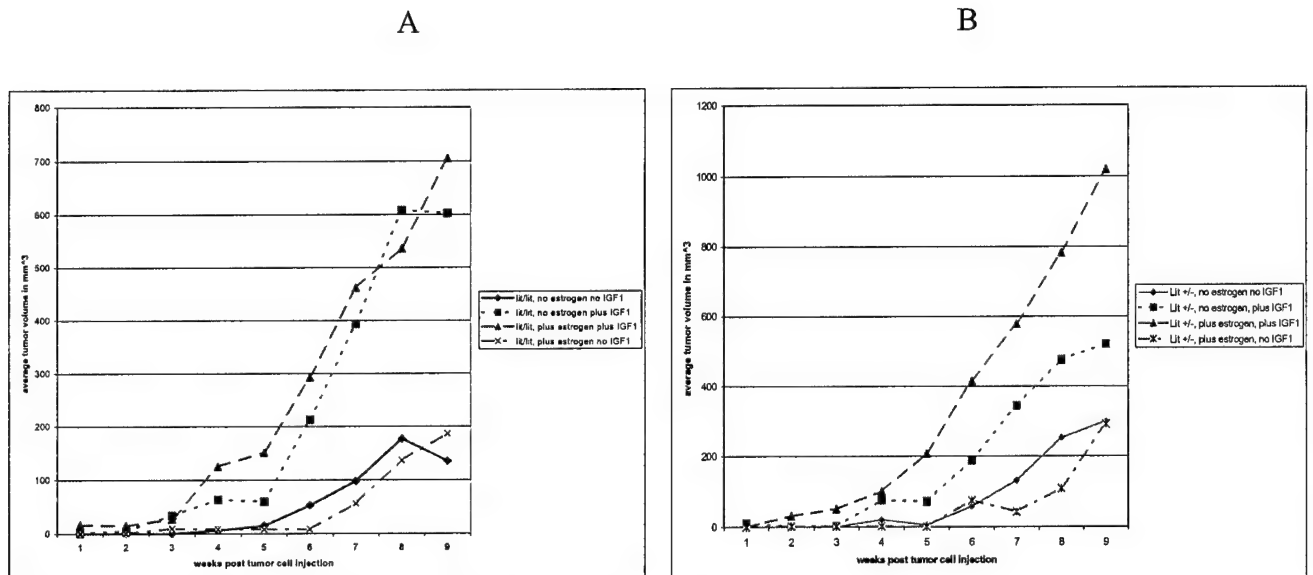 A
B
800
700
600
500
400
300
200
100
0
average tumor volume in mm^3
1 2 3 4 5 6 7 8 9
weeks post tumor cell injection
lit/lit, no estrogen no IGF1
lit/lit, no estrogen plus IGF1
lit/lit, plus estrogen plus IGF1
lit/lit, plus estrogen no IGF1
1200
1000
800
600
400
200
0
average tumor volume in mm^3
1 2 3 4 5 6 7 8 9
weeks post tumor cell injection
Lit +/-, no estrogen no IGF1
Lit +/-, no estrogen, plus IGF1
Lit +/-, plus estrogen, plus IGF1
Lit +/-, plus estrogen, no IGF1